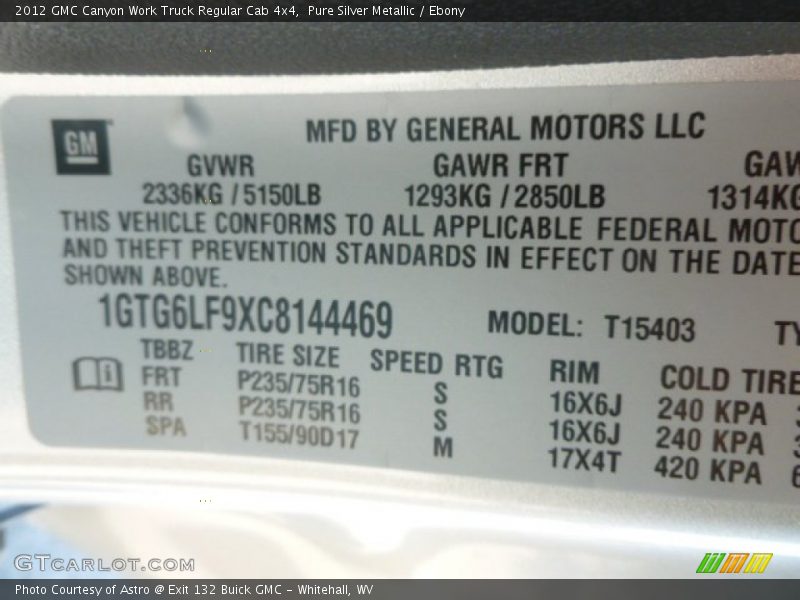 2012 GMC Canyon Work Truck Regular Cab 4x4,  Pure Silver Metallic / Ebony
GM
MFD BY GENERAL MOTORS LLC
GVWR GAWR FRT GAW
2336KG / 5150LB 1293KG / 2850LB 1314KG
THIS VEHICLE CONFORMS TO ALL APPLICABLE FEDERAL MOTO
AND THEFT PREVENTION STANDARDS IN EFFECT ON THE DATE
SHOWN ABOVE.
1GTG6LF9XC8144469 MODEL: T15403 TY
TBBZ TIRE SIZE SPEED RTG RIM COLD TIRE
FRT P235/75R16 S 16X6J 240 KPA
RR P235/75R16 S 16X6J 240 KPA
SPA T155/90D17 M 17X4T 420 KPA
GTCARLOT.COM
Photo Courtesy of Astro @ Exit 132 Buick GMC - Whitehall, WV